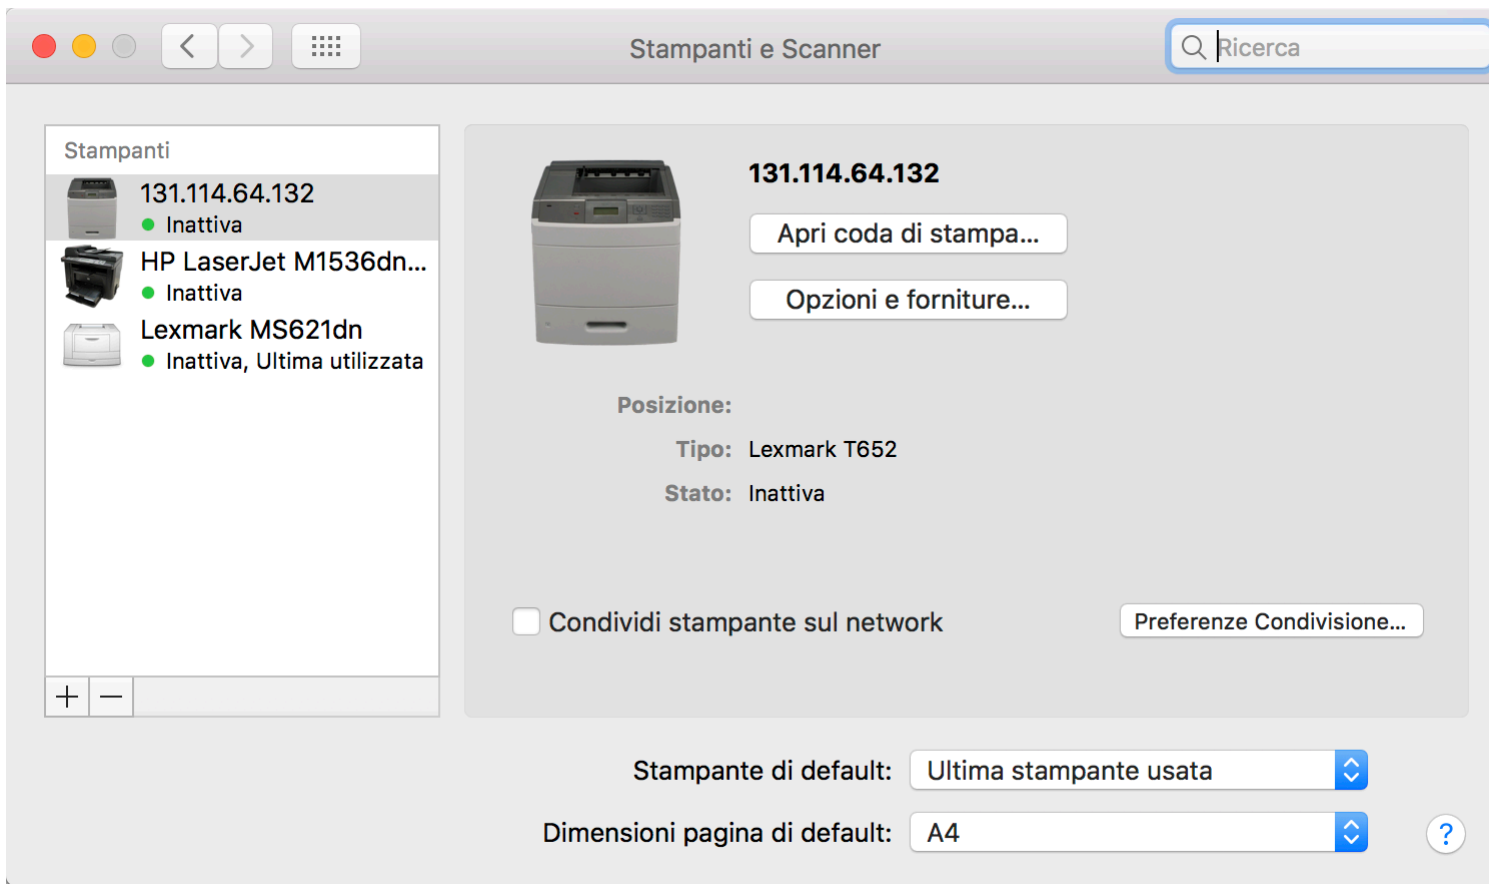 Stampanti e Scanner
Ricerca
Stampanti
131.114.64.132
Inattiva
HP LaserJet M1536dn...
Inattiva
Lexmark MS621dn
Inattiva, Ultima utilizzata
131.114.64.132
Apri coda di stampa...
Opzioni e forniture...
Posizione:
Tipo: Lexmark T652
Stato: Inattiva
Condividi stampante sul network
Preferenze Condivisione...
Stampante di default: Ultima stampante usata
Dimensioni pagina di default: A4
?